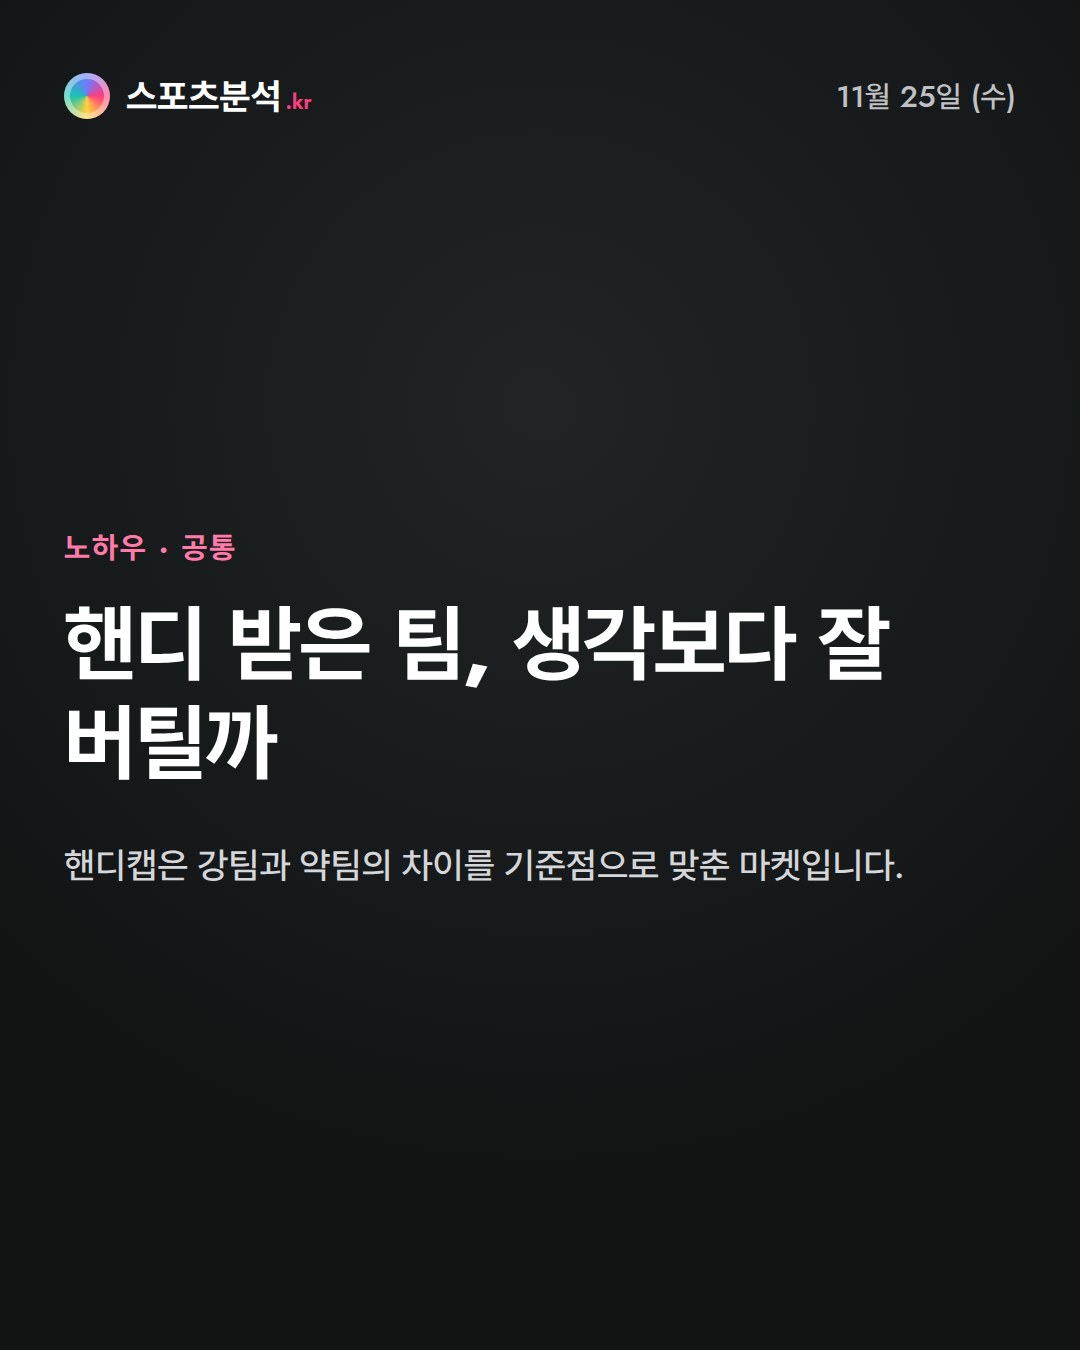 스포츠분석.kr
11월 25일 (수)
노하우 · 공통
핸디 받은 팀, 생각보다 잘
버틸까
핸디캡은 강팀과 약팀의 차이를 기준점으로 맞춘 마켓입니다.